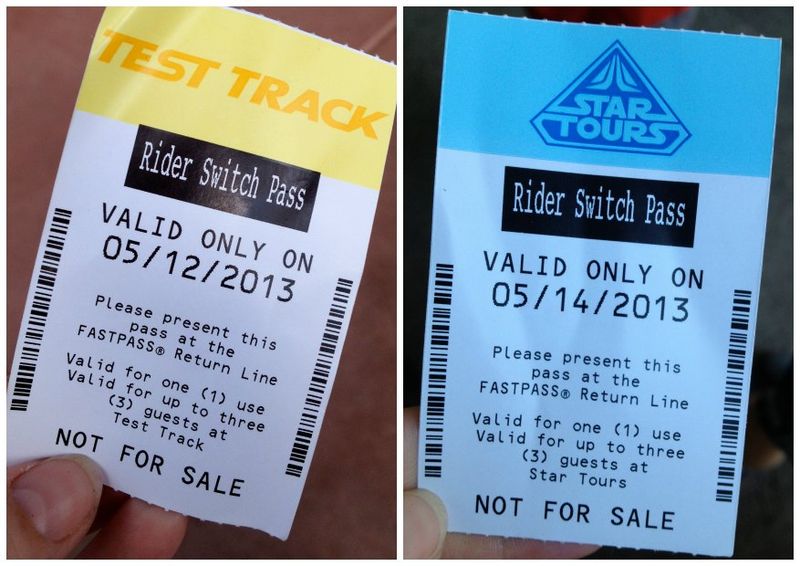 TEST TRACK
Rider Switch Pass
VALID ONLY ON
05/12/2013
Please present this
pass at the
FASTPASS® Return Line
Valid for one (1) use
Valid for up to three
(3) guests at
Test Track
NOT FOR SALE
STAR
TOURS
Rider Switch Pass
VALID ONLY ON
05/14/2013
Please present this
pass at the
FASTPASS® Return Line
Valid for one (1) use
Valid for up to three
(3) guests at
Star Tours
NOT FOR SALE